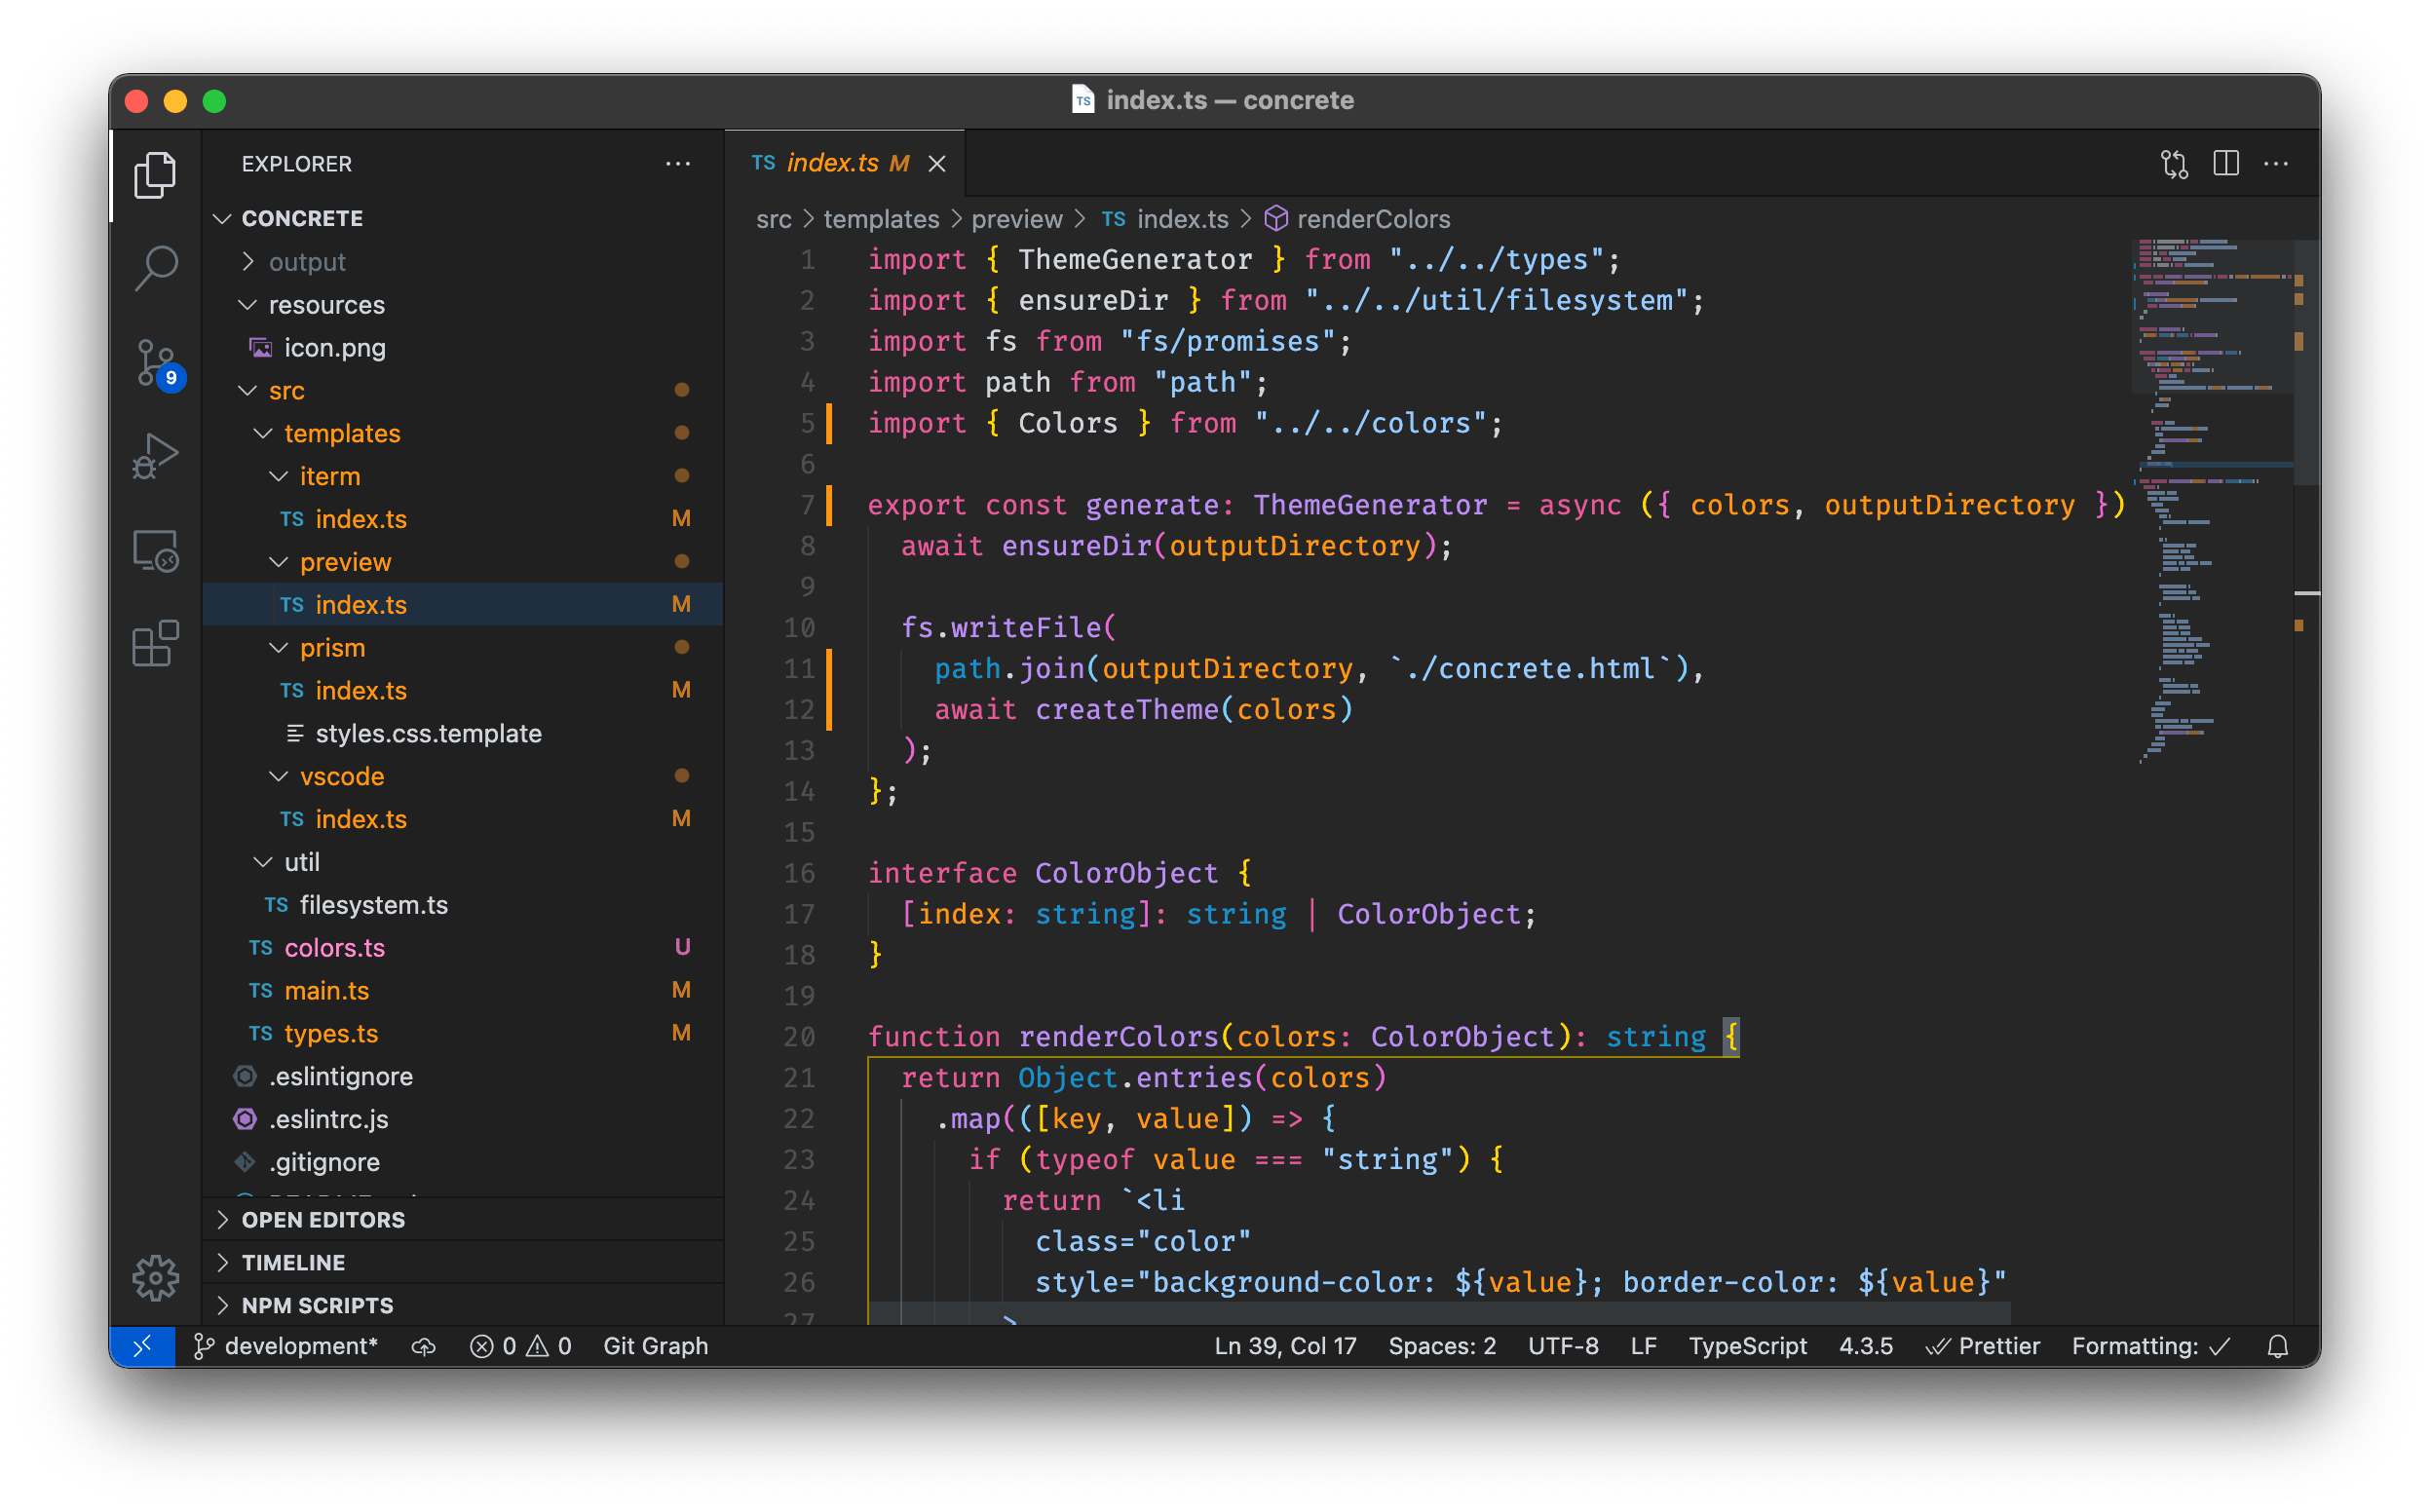 index.ts — concrete
EXPLORER
CONCRETE
output
resources
icon.png
src
templates
iterm
TS index.ts M
preview
TS index.ts M
prism
TS index.ts M
styles.css.template
vscode
TS index.ts M
util
TS filesystem.ts
TS colors.ts U
TS main.ts M
TS types.ts M
.eslintignore
.eslintrc.js
.gitignore
OPEN EDITORS
TIMELINE
NPM SCRIPTS
9
TS index.ts M
src > templates > preview > TS index.ts > renderColors
1 import { ThemeGenerator } from "../../types";
2 import { ensureDir } from "../../util/filesystem";
3 import fs from "fs/promises";
4 import path from "path";
5 import { Colors } from "../../colors";
6
7 export const generate: ThemeGenerator = async ({ colors, outputDirectory })
8 await ensureDir(outputDirectory);
9
10 fs.writeFile(
11 path.join(outputDirectory, `./concrete.html`),
12 await createTheme(colors)
13 );
14 };
15
16 interface ColorObject {
17 [index: string]: string | ColorObject;
18 }
19
20 function renderColors(colors: ColorObject): string {
21 return Object.entries(colors)
22 .map(([key, value]) => {
23 if (typeof value === "string") {
24 return `<li
25 class="color"
26 style="background-color: ${value}; border-color: ${value}"
27 >
development* 0 0 Git Graph Ln 39, Col 17 Spaces: 2 UTF-8 LF TypeScript 4.3.5 Prettier Formatting: ✓